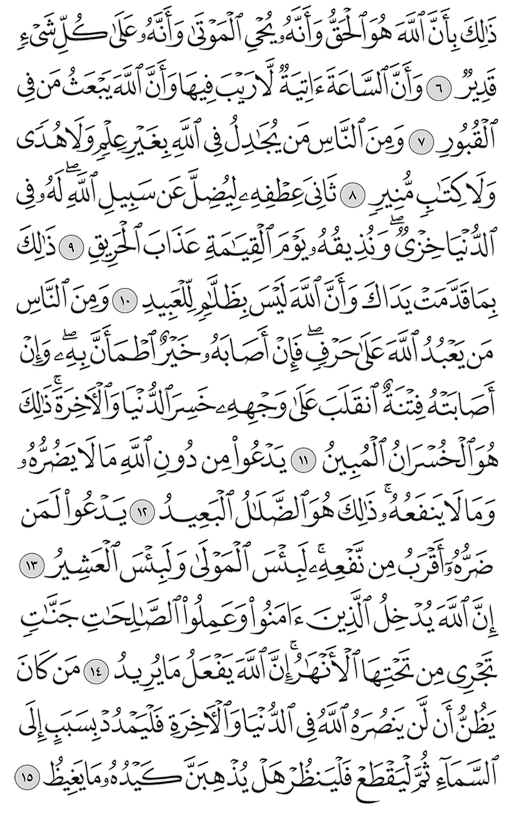 ذَٰلِكَ بِأَنَّ ٱللَّهَ هُوَ ٱلْحَقُّ وَأَنَّهُۥ يُحْىِ ٱلْمَوْتَىٰ وَأَنَّهُۥ عَلَىٰ كُلِّ شَىْءٍ
قَدِيرٌ ٦ وَأَنَّ ٱلسَّاعَةَ ءَاتِيَةٌ لَّا رَيْبَ فِيهَا وَأَنَّ ٱللَّهَ يَبْعَثُ مَن فِى
ٱلْقُبُورِ ٧ وَمِنَ ٱلنَّاسِ مَن يُجَٰدِلُ فِى ٱللَّهِ بِغَيْرِ عِلْمٍ وَلَا هُدًى
وَلَا كِتَٰبٍ مُّنِيرٍ ٨ ثَانِىَ عِطْفِهِۦ لِيُضِلَّ عَن سَبِيلِ ٱللَّهِۖ لَهُۥ فِى
ٱلدُّنْيَا خِزْىٌۖ وَنُذِيقُهُۥ يَوْمَ ٱلْقِيَٰمَةِ عَذَابَ ٱلْحَرِيقِ ٩ ذَٰلِكَ
بِمَا قَدَّمَتْ يَدَاكَ وَأَنَّ ٱللَّهَ لَيْسَ بِظَلَّٰمٍ لِّلْعَبِيدِ ١٠ وَمِنَ ٱلنَّاسِ
مَن يَعْبُدُ ٱللَّهَ عَلَىٰ حَرْفٍۖ فَإِنْ أَصَابَهُۥ خَيْرٌ ٱطْمَأَنَّ بِهِۦۖ وَإِنْ
أَصَابَتْهُ فِتْنَةٌ ٱنقَلَبَ عَلَىٰ وَجْهِهِۦ خَسِرَ ٱلدُّنْيَا وَٱلْءَاخِرَةَۚ ذَٰلِكَ
هُوَ ٱلْخُسْرَانُ ٱلْمُبِينُ ١١ يَدْعُوا۟ مِن دُونِ ٱللَّهِ مَا لَا يَضُرُّهُۥ
وَمَا لَا يَنفَعُهُۥۚ ذَٰلِكَ هُوَ ٱلضَّلَٰلُ ٱلْبَعِيدُ ١٢ يَدْعُوا۟ لَمَن
ضَرُّهُۥٓ أَقْرَبُ مِن نَّفْعِهِۦۚ لَبِئْسَ ٱلْمَوْلَىٰ وَلَبِئْسَ ٱلْعَشِيرُ ١٣
إِنَّ ٱللَّهَ يُدْخِلُ ٱلَّذِينَ ءَامَنُوا۟ وَعَمِلُوا۟ ٱلصَّٰلِحَٰتِ جَنَّٰتٍ
تَجْرِى مِن تَحْتِهَا ٱلْأَنْهَٰرُۚ إِنَّ ٱللَّهَ يَفْعَلُ مَا يُرِيدُ ١٤ مَن كَانَ
يَظُنُّ أَن لَّن يَنصُرَهُ ٱللَّهُ فِى ٱلدُّنْيَا وَٱلْءَاخِرَةِ فَلْيَمْدُدْ بِسَبَبٍ إِلَى
ٱلسَّمَآءِ ثُمَّ لْيَقْطَعْ فَلْيَنظُرْ هَلْ يُذْهِبَنَّ كَيْدُهُۥ مَا يَغِيظُ ١٥